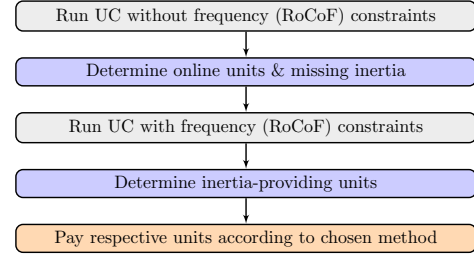 Run UC without frequency (RoCoF) constraints
Determine online units & missing inertia
Run UC with frequency (RoCoF) constraints
Determine inertia-providing units
Pay respective units according to chosen method